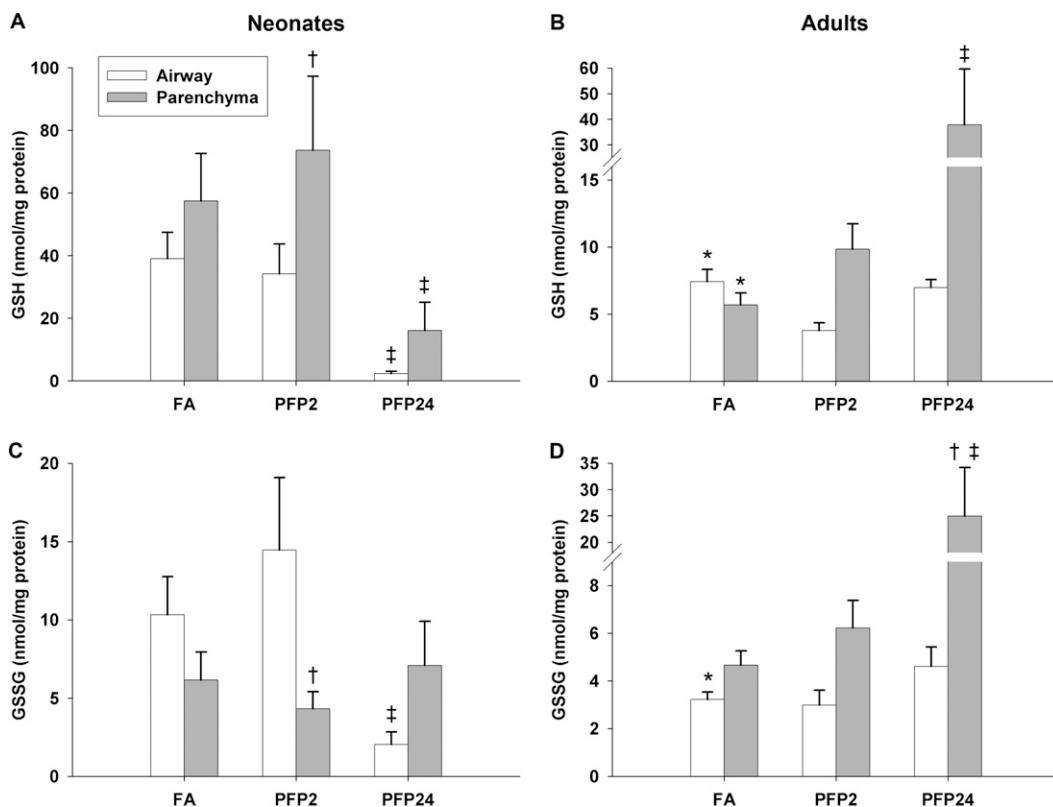 A
Neonates
GSH (nmol/mg protein)
100
80
60
40
20
0
Airway
Parenchyma
†
‡
‡
FA
PFP2
PFP24
B
Adults
GSH (nmol/mg protein)
60
50
40
30
15
10
5
0
*
*
‡
FA
PFP2
PFP24
C
GSSG (nmol/mg protein)
20
15
10
5
0
†
‡
FA
PFP2
PFP24
D
GSSG (nmol/mg protein)
35
30
25
20
8
6
4
2
0
*
† ‡
FA
PFP2
PFP24